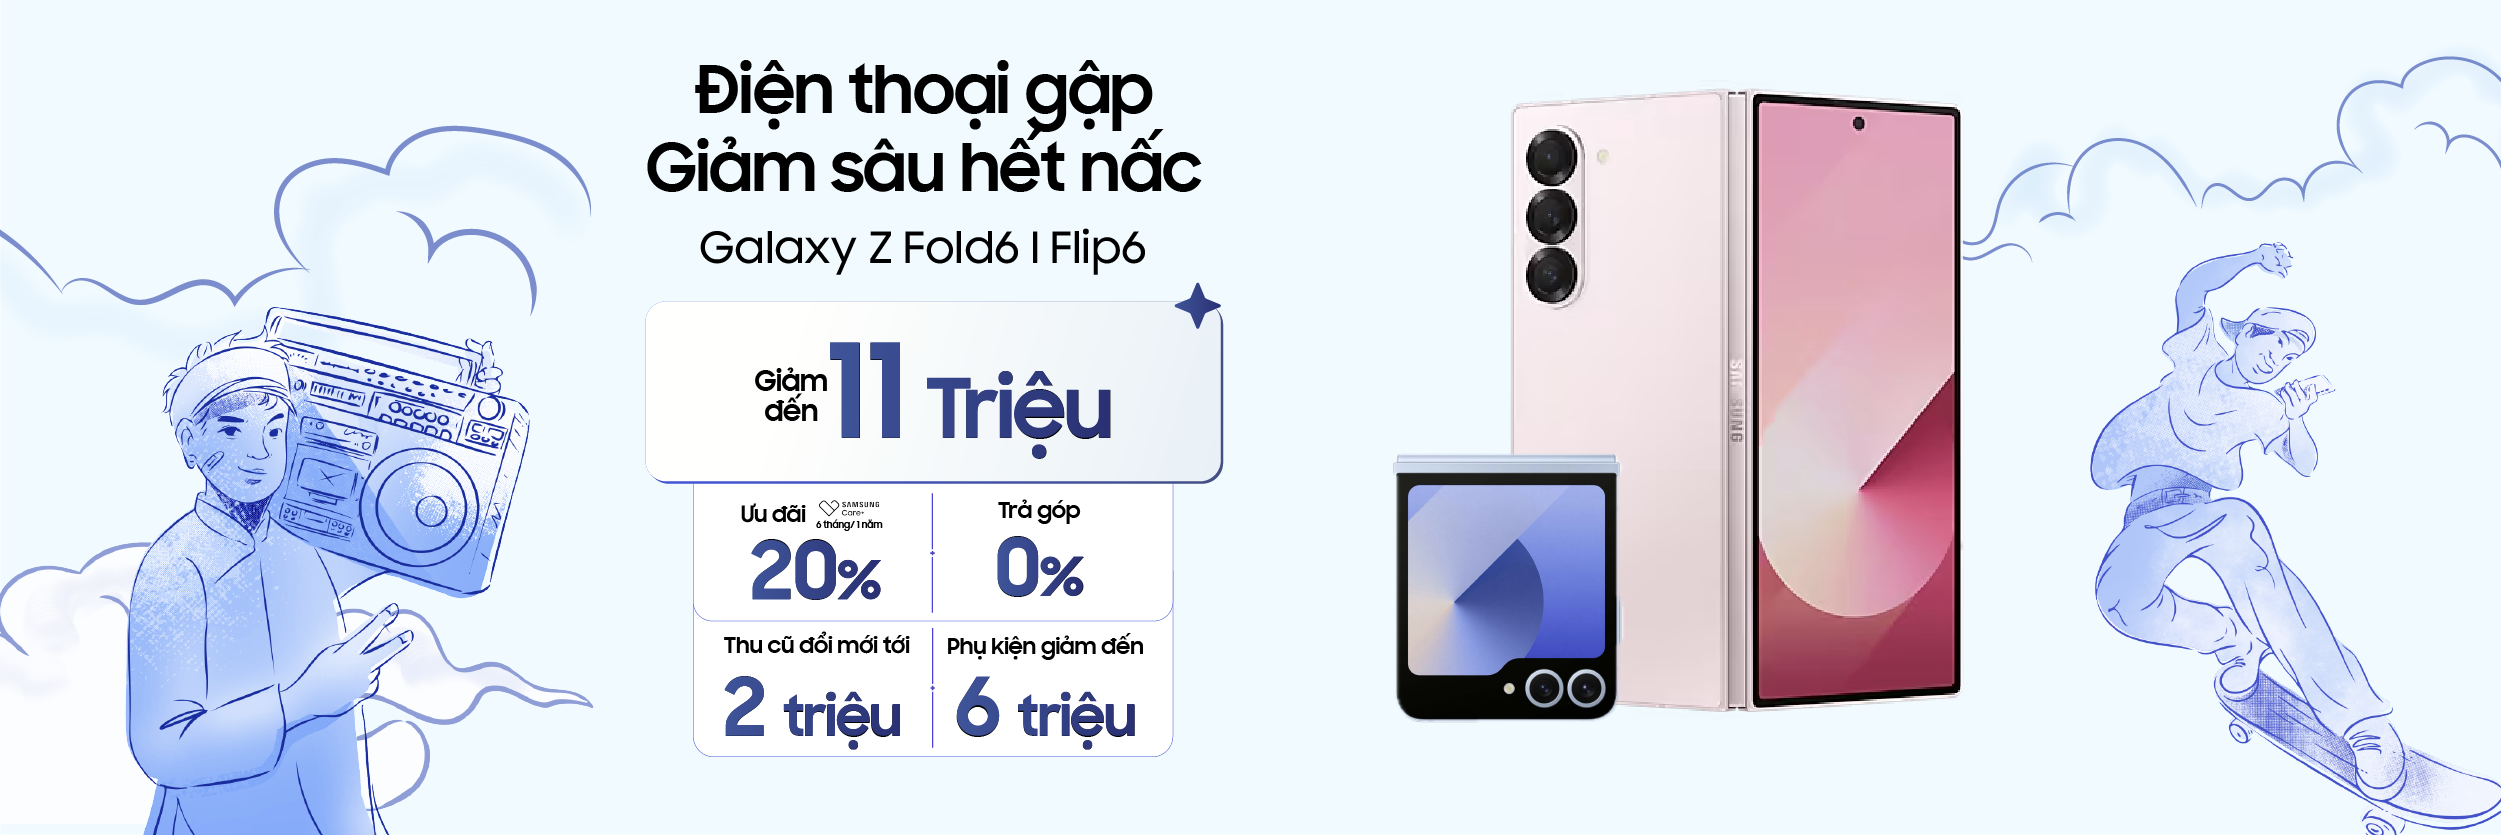 Điện thoại gập
Giảm sâu hết nấc
Galaxy Z Fold6 I Flip6
Giảm
đến
11 Triệu
Ưu đãi
SAMSUNG
Care+
6 tháng/1 năm
20%
Trả góp
0%
Thu cũ đổi mới tới
2 triệu
Phụ kiện giảm đến
6 triệu
SAMSUNG